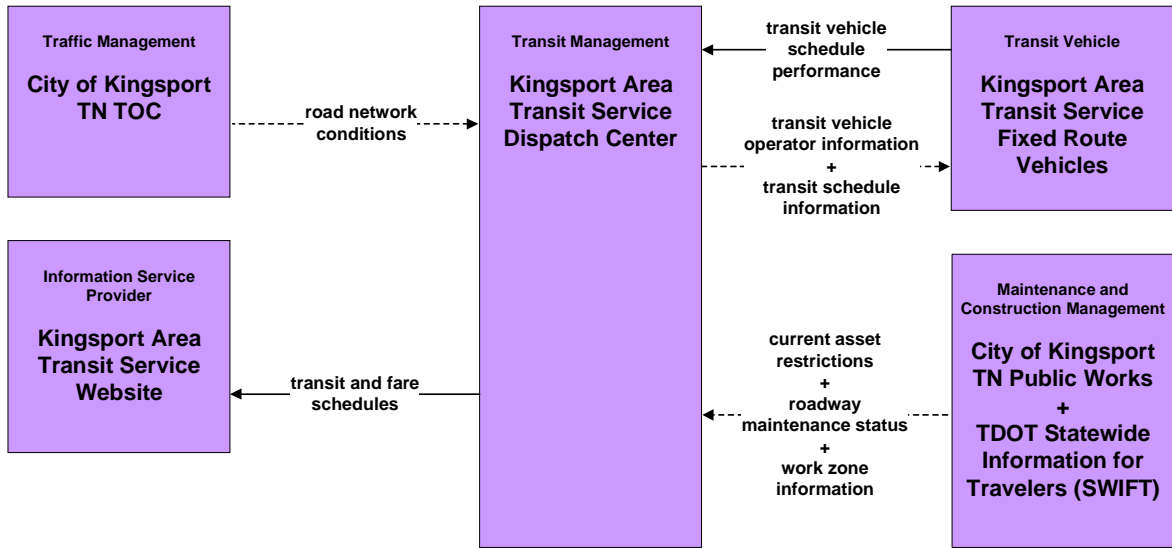 Traffic Management
City of Kingsport
TN TOC
road network
conditions
Transit Management
Kingsport Area
Transit Service
Dispatch Center
transit vehicle
schedule
performance
transit vehicle
operator information
+
transit schedule
information
Transit Vehicle
Kingsport Area
Transit Service
Fixed Route
Vehicles
Information Service
Provider
Kingsport Area
Transit Service
Website
transit and fare
schedules
current asset
restrictions
+
roadway
maintenance status
+
work zone
information
Maintenance and
Construction Management
City of Kingsport
TN Public Works
+
TDOT Statewide
Information for
Travelers (SWIFT)